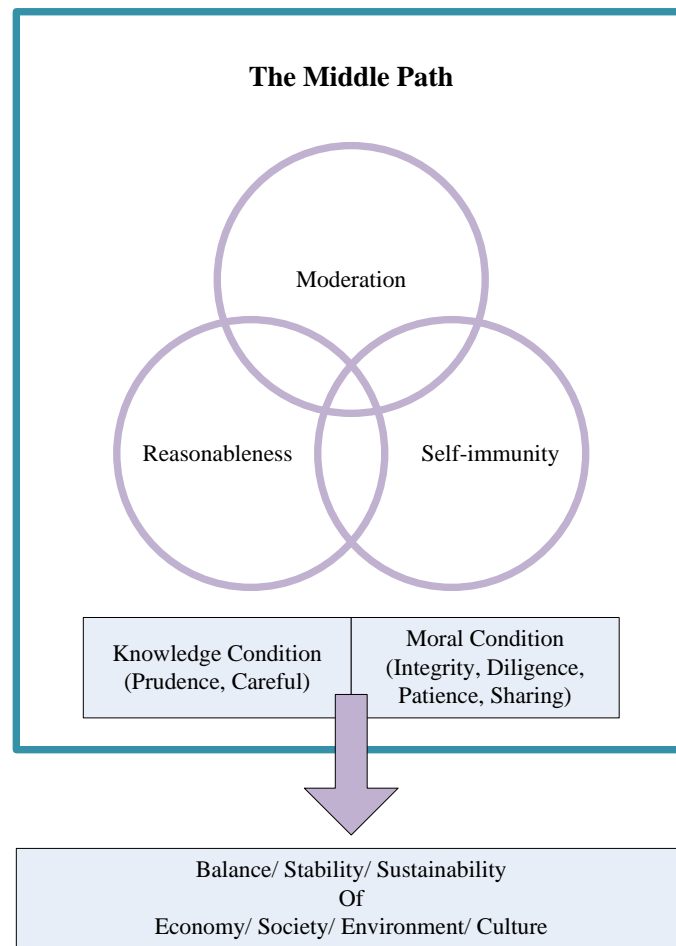 The Middle Path
Moderation
Reasonableness
Self-immunity
Knowledge Condition
(Prudence, Careful)
Moral Condition
(Integrity, Diligence,
Patience, Sharing)
Balance/ Stability/ Sustainability
Of
Economy/ Society/ Environment/ Culture